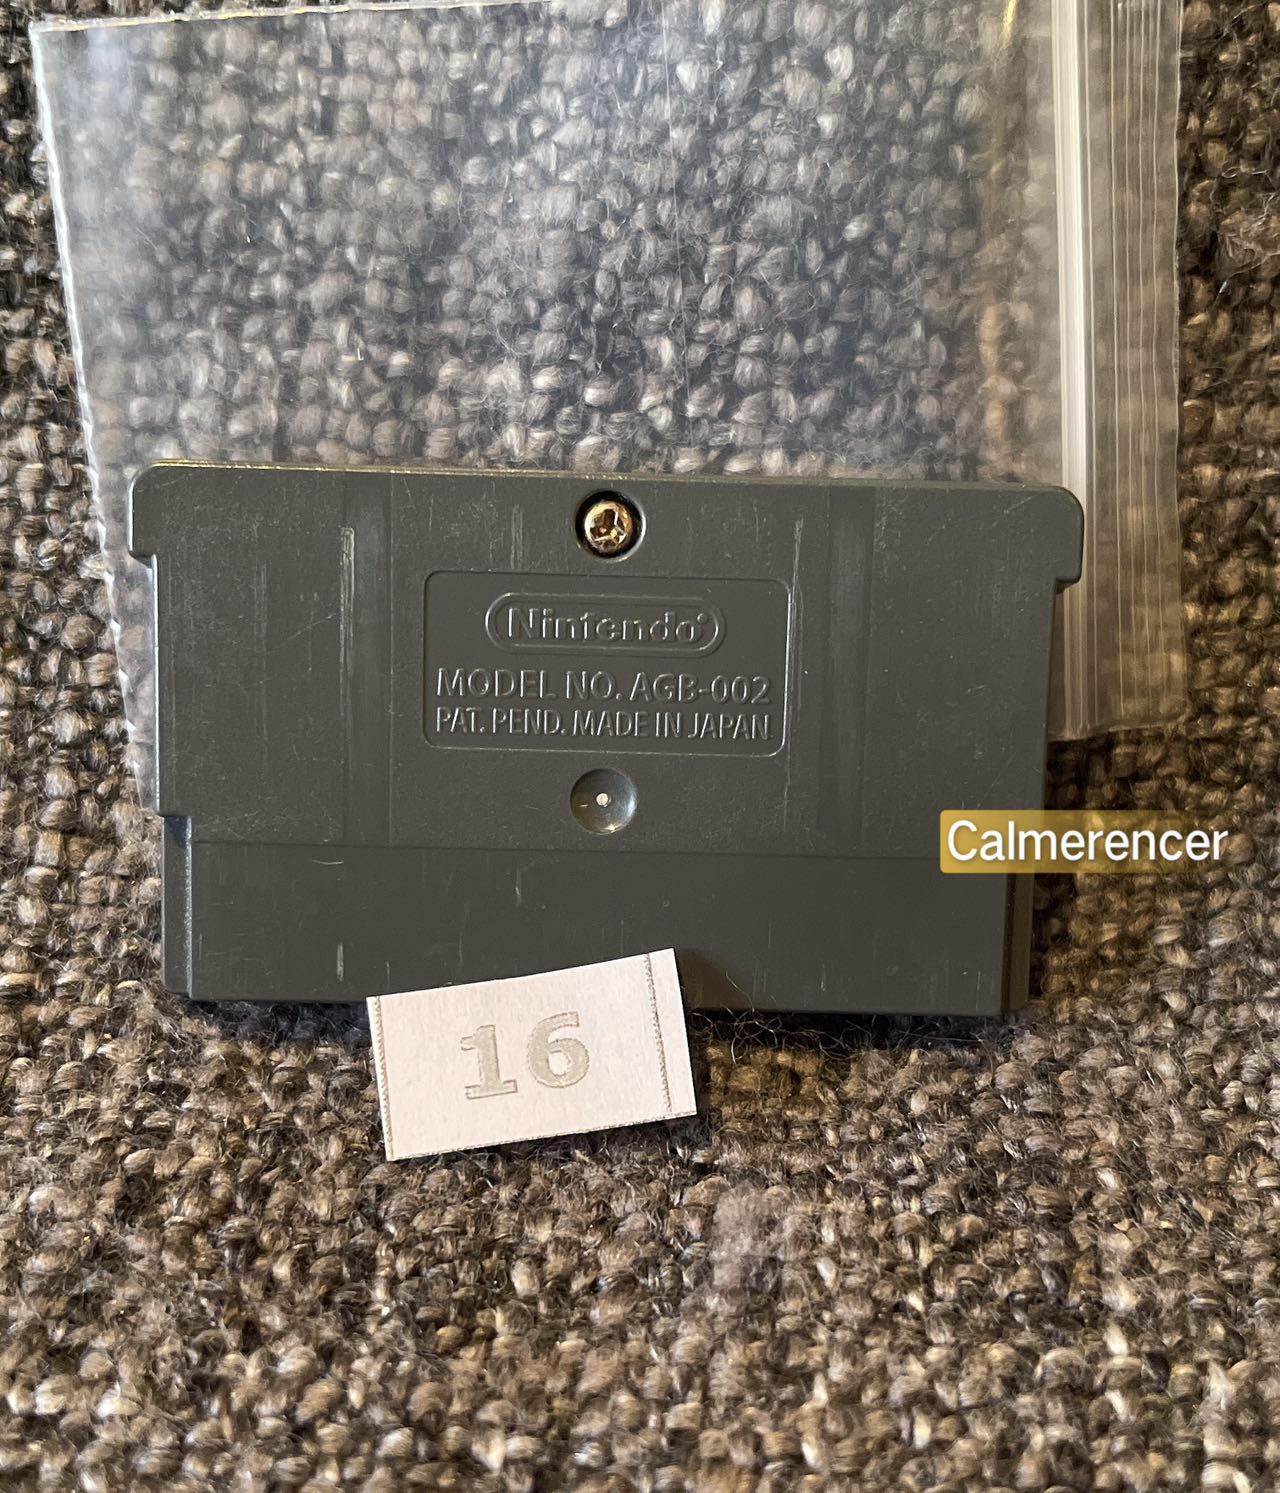 Nintendo®
MODEL NO. AGB-002
PAT. PEND. MADE IN JAPAN
Calmerencer
16